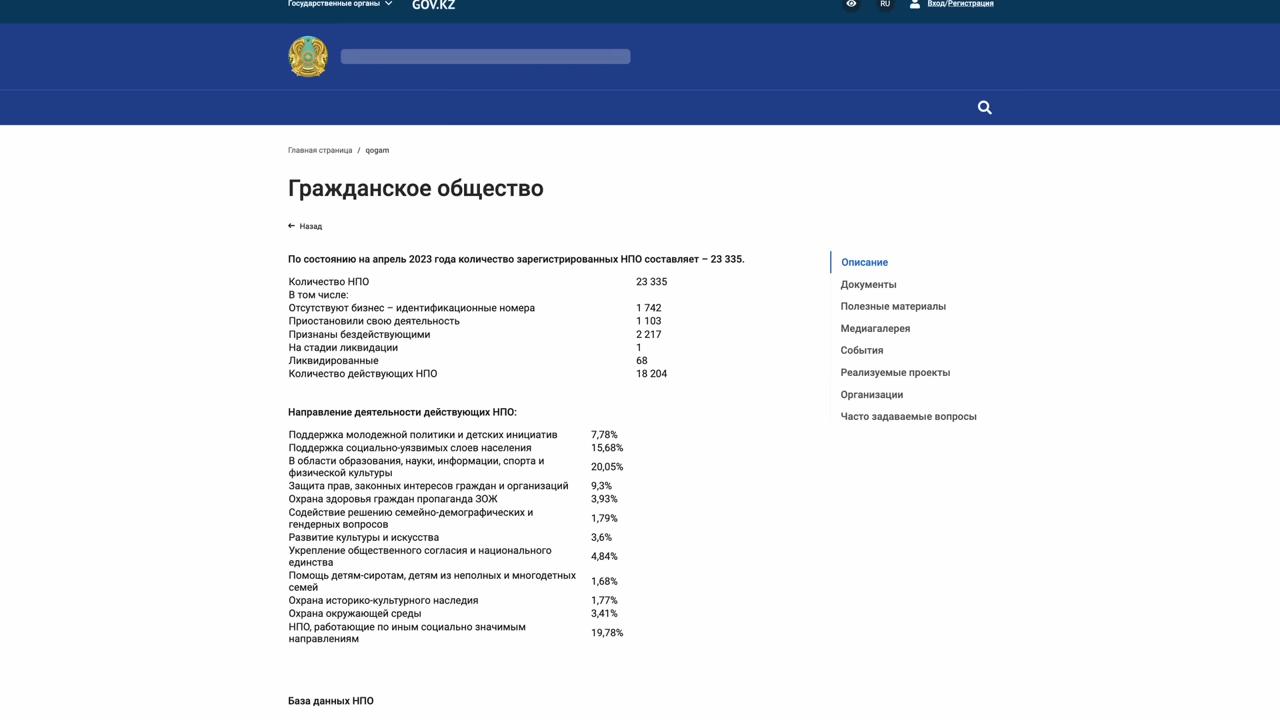 Государственные органы
GOV.KZ
RU
Вход/Регистрация
Главная страница / qogam
Гражданское общество
Назад
По состоянию на апрель 2023 года количество зарегистрированных НПО составляет – 23 335.
Количество НПО 23 335
В том числе:
Отсутствуют бизнес – идентификационные номера 1 742
Приостановили свою деятельность 1 103
Признаны бездействующими 2 217
На стадии ликвидации 1
Ликвидированные 68
Количество действующих НПО 18 204
Направление деятельности действующих НПО:
Поддержка молодежной политики и детских инициатив 7,78%
Поддержка социально-уязвимых слоев населения 15,68%
В области образования, науки, информации, спорта и
физической культуры 20,05%
Защита прав, законных интересов граждан и организаций 9,3%
Охрана здоровья граждан пропаганда ЗОЖ 3,93%
Содействие решению семейно-демографических и
гендерных вопросов 1,79%
Развитие культуры и искусства 3,6%
Укрепление общественного согласия и национального
единства 4,84%
Помощь детям-сиротам, детям из неполных и многодетных
семей 1,68%
Охрана историко-культурного наследия 1,77%
Охрана окружающей среды 3,41%
НПО, работающие по иным социально значимым
направлениям 19,78%
База данных НПО
Описание
Документы
Полезные материалы
Медиагалерея
События
Реализуемые проекты
Организации
Часто задаваемые вопросы